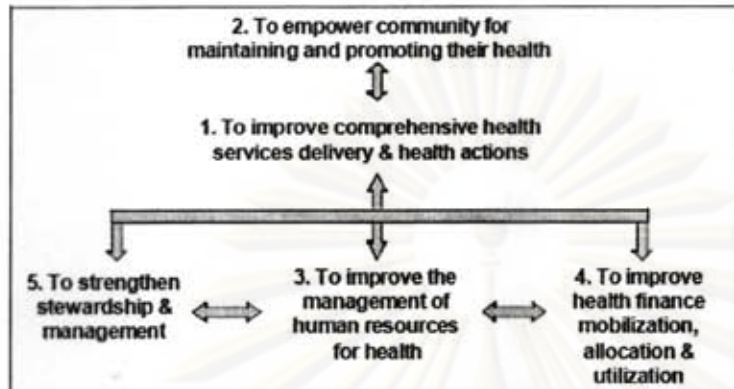 2. To empower community for
maintaining and promoting their health
1. To improve comprehensive health
services delivery & health actions
5. To strengthen
stewardship &
management
3. To improve the
management of
human resources
for health
4. To improve
health finance
mobilization,
allocation &
utilization